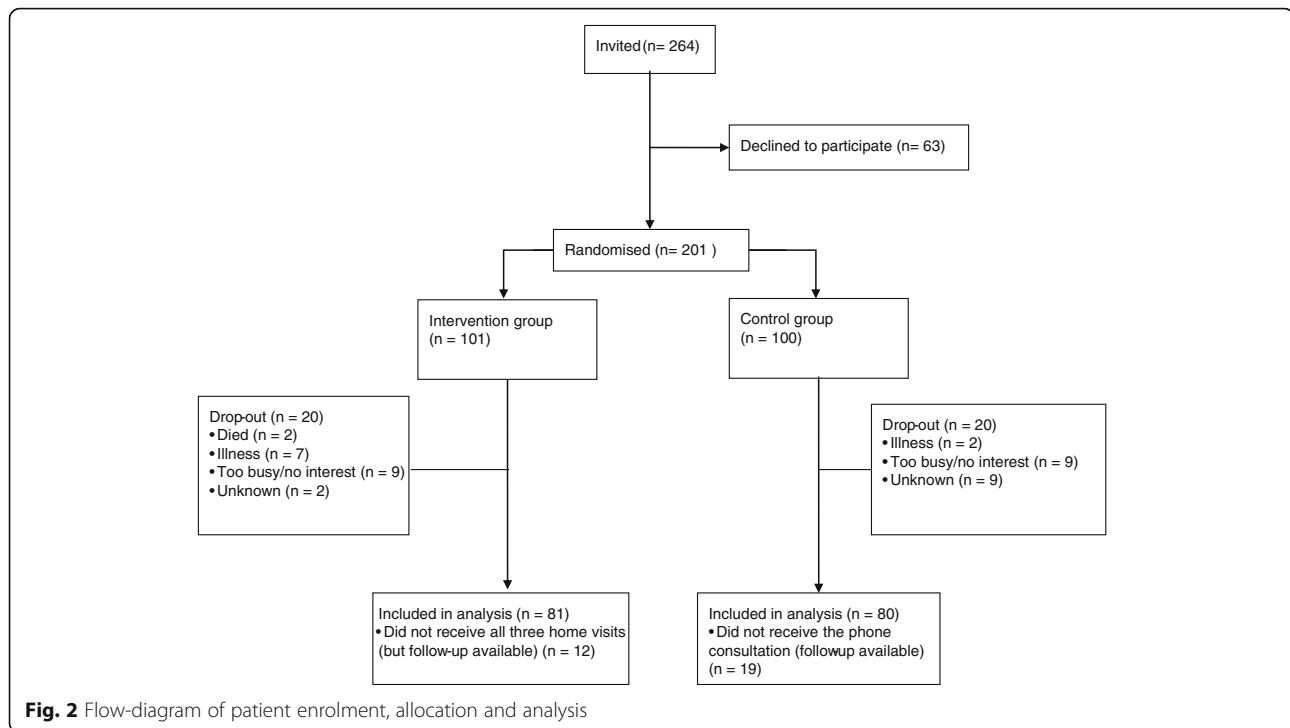 Invited (n= 264)
Declined to participate (n= 63)
Randomised (n= 201 )
Intervention group
(n = 101)
Control group
(n = 100)
Drop-out (n = 20)
• Died (n = 2)
• Illness (n = 7)
• Too busy/no interest (n = 9)
• Unknown (n = 2)
Drop-out (n = 20)
• Illness (n = 2)
• Too busy/no interest (n = 9)
• Unknown (n = 9)
Included in analysis (n = 81)
• Did not receive all three home visits
(but follow-up available) (n = 12)
Included in analysis (n = 80)
• Did not receive the phone
consultation (follow-up available)
(n = 19)
Fig. 2 Flow-diagram of patient enrolment, allocation and analysis